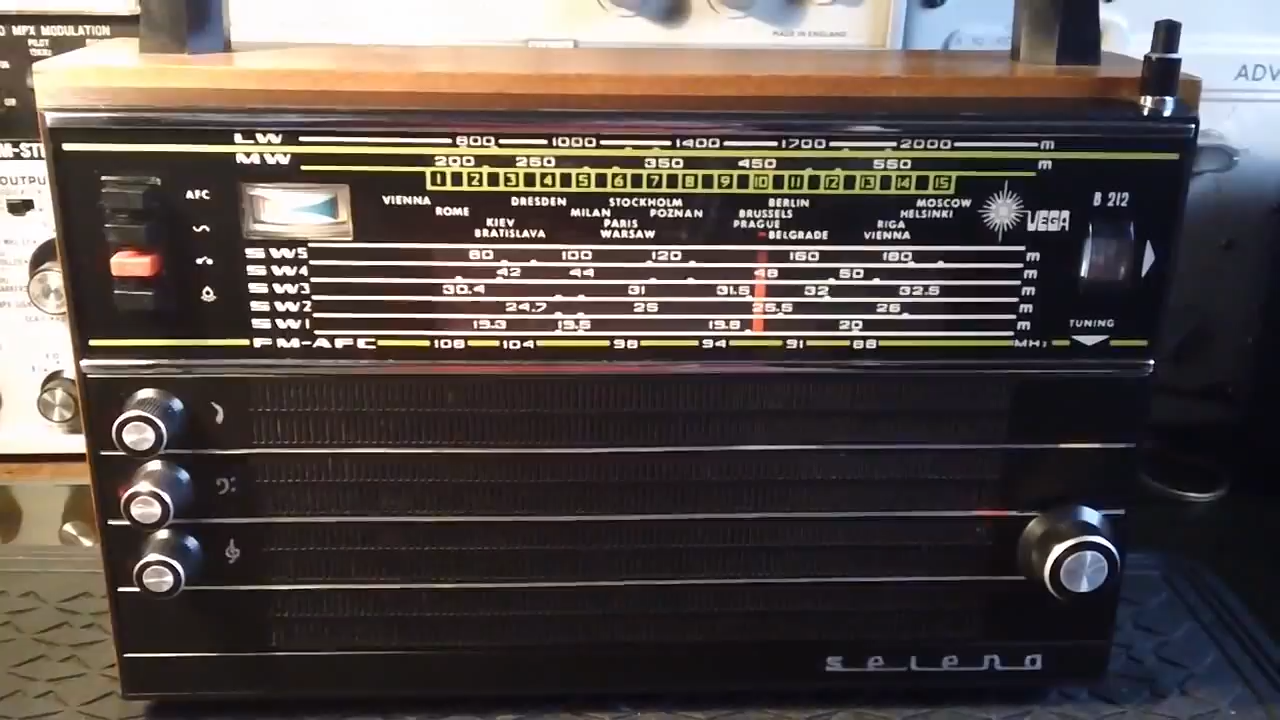 MPX MODULATION
PILOT
MADE IN ENGLAND
ADV
M-ST
OUTPU
LW 600 1000 1400 1700 2000 m
MW 200 250 350 450 550 m
1 2 3 4 5 6 7 8 9 10 11 12 13 14 15
AFC
VIENNA DRESDEN STOCKHOLM BERLIN MOSCOW
ROME MILAN POZNAN BRUSSELS HELSINKI
KIEV PARIS PRAGUE RIGA
BRATISLAVA WARSAW BELGRADE VIENNA
VEGA
B 212
SW5 80 100 120 160 180 m
SW4 42 44 48 50 m
SW3 30.4 31 31.5 32 32.5 m
SW2 24.7 25 25.5 26 m
SW1 19.3 19.5 19.8 20 m
FM-AFC 108 104 98 94 91 88 MHz
TUNING
selena